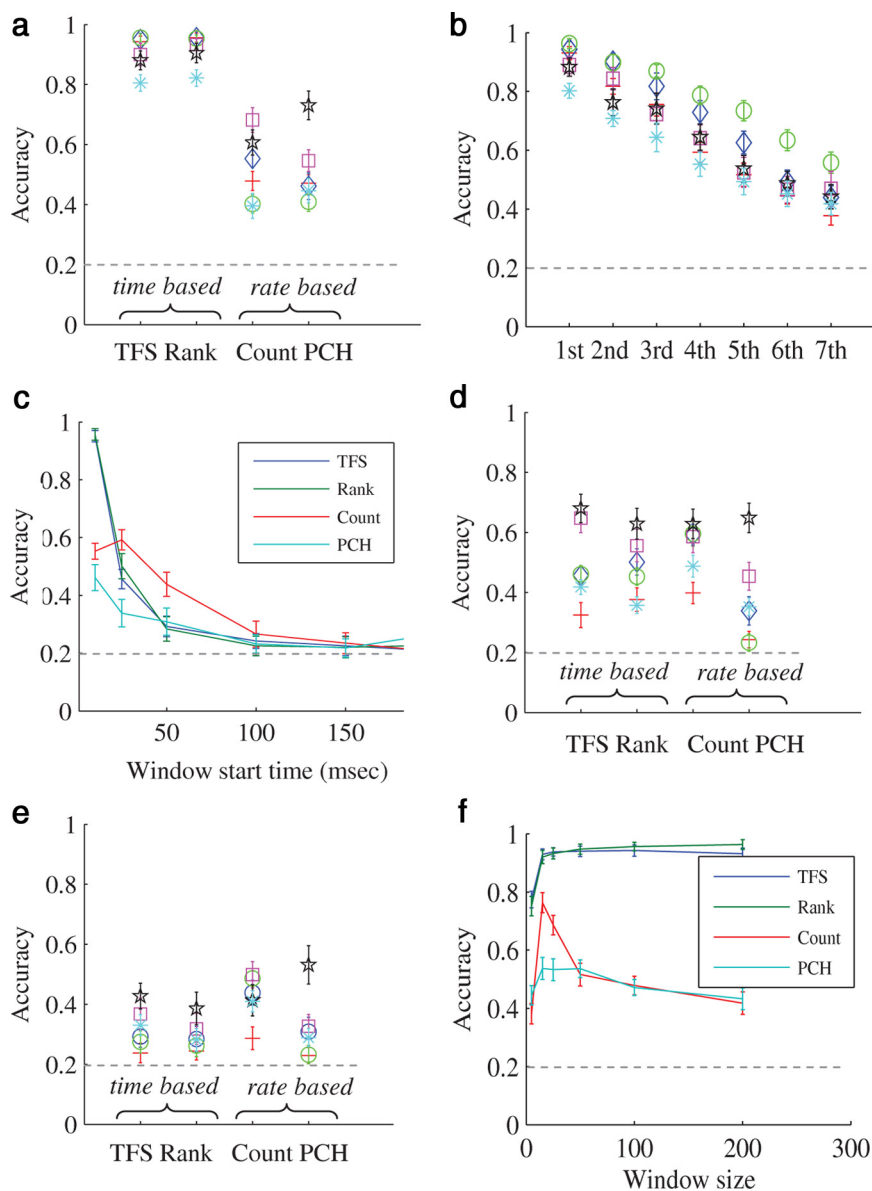 a
1
0.8
0.6
0.4
0.2
0
Accuracy
time based
rate based
TFS Rank Count PCH
b
1
0.8
0.6
0.4
0.2
0
Accuracy
1st 2nd 3rd 4th 5th 6th 7th
c
1
0.8
0.6
0.4
0.2
0
Accuracy
TFS
Rank
Count
PCH
50 100 150
Window start time (msec)
d
1
0.8
0.6
0.4
0.2
0
Accuracy
time based
rate based
TFS Rank Count PCH
e
1
0.8
0.6
0.4
0.2
0
Accuracy
time based
rate based
TFS Rank Count PCH
f
1
0.8
0.6
0.4
0.2
0
Accuracy
TFS
Rank
Count
PCH
0 100 200 300
Window size